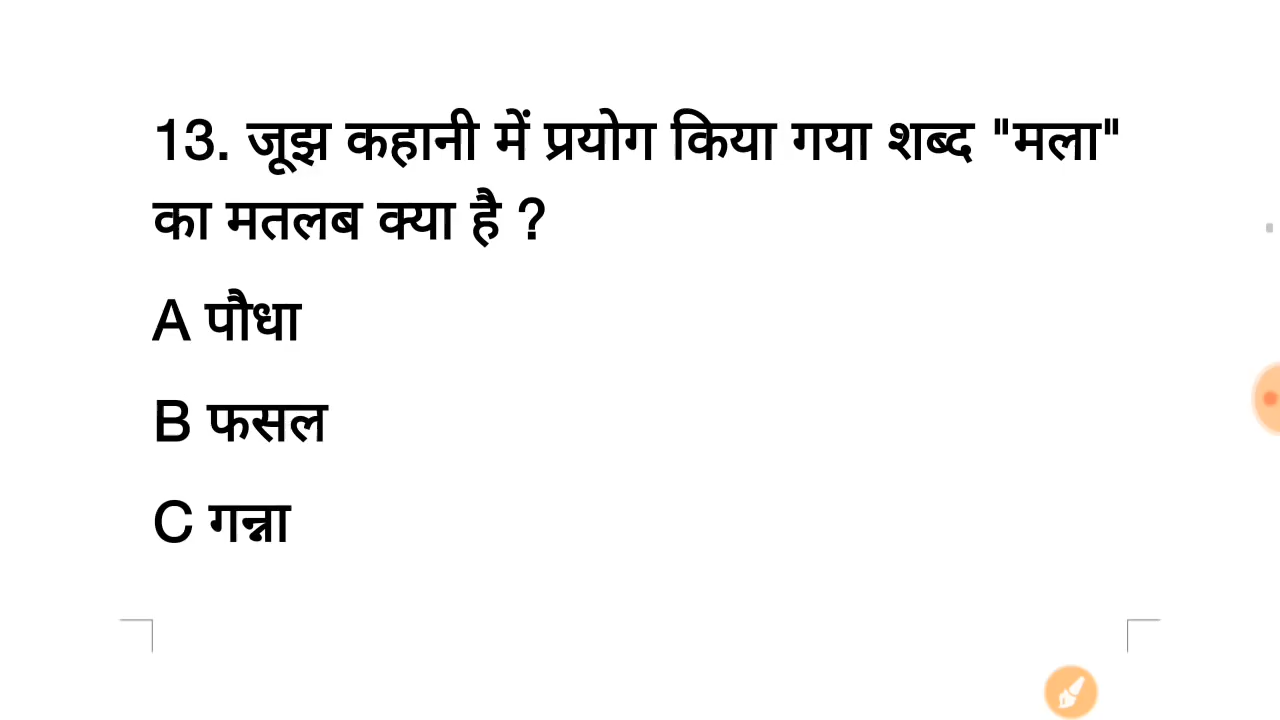 13. जूझ कहानी में प्रयोग किया गया शब्द "मला"
का मतलब क्या है ?
A पौधा
B फसल
C गन्ना